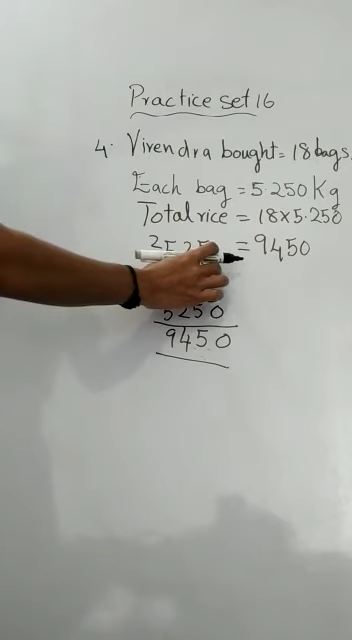 Practice set 16
4. Virendra bought = 18 bags.
Each bag = 5.250 Kg
Total rice = 18×5.250
= 9450
5250
9450